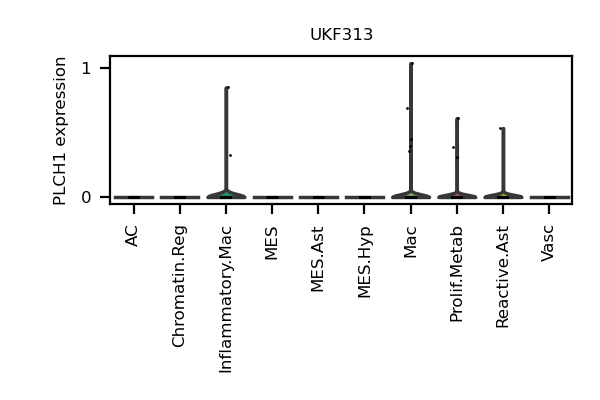 UKF313
PLCH1 expression
1
0
AC
Chromatin.Reg
Inflammatory.Mac
MES
MES.Ast
MES.Hyp
Mac
Prolif.Metab
Reactive.Ast
Vasc